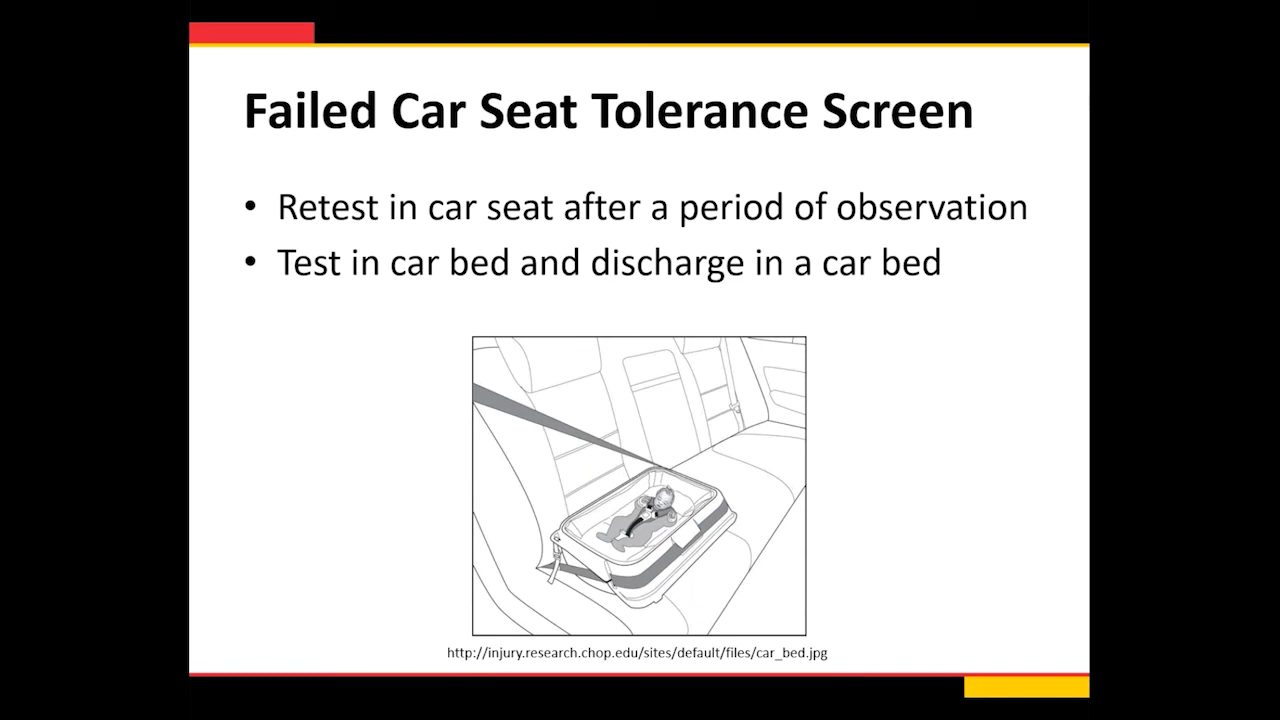 Failed Car Seat Tolerance Screen
• Retest in car seat after a period of observation
• Test in car bed and discharge in a car bed
http://injury.research.chop.edu/sites/default/files/car_bed.jpg